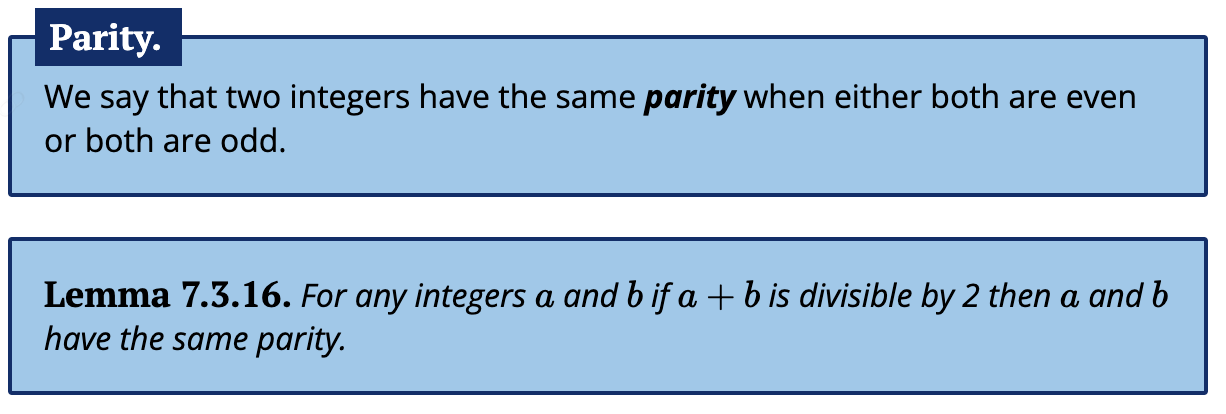 Parity.
We say that two integers have the same parity when either both are even
or both are odd.
Lemma 7.3.16. For any integers a and b if a + b is divisible by 2 then a and b
have the same parity.